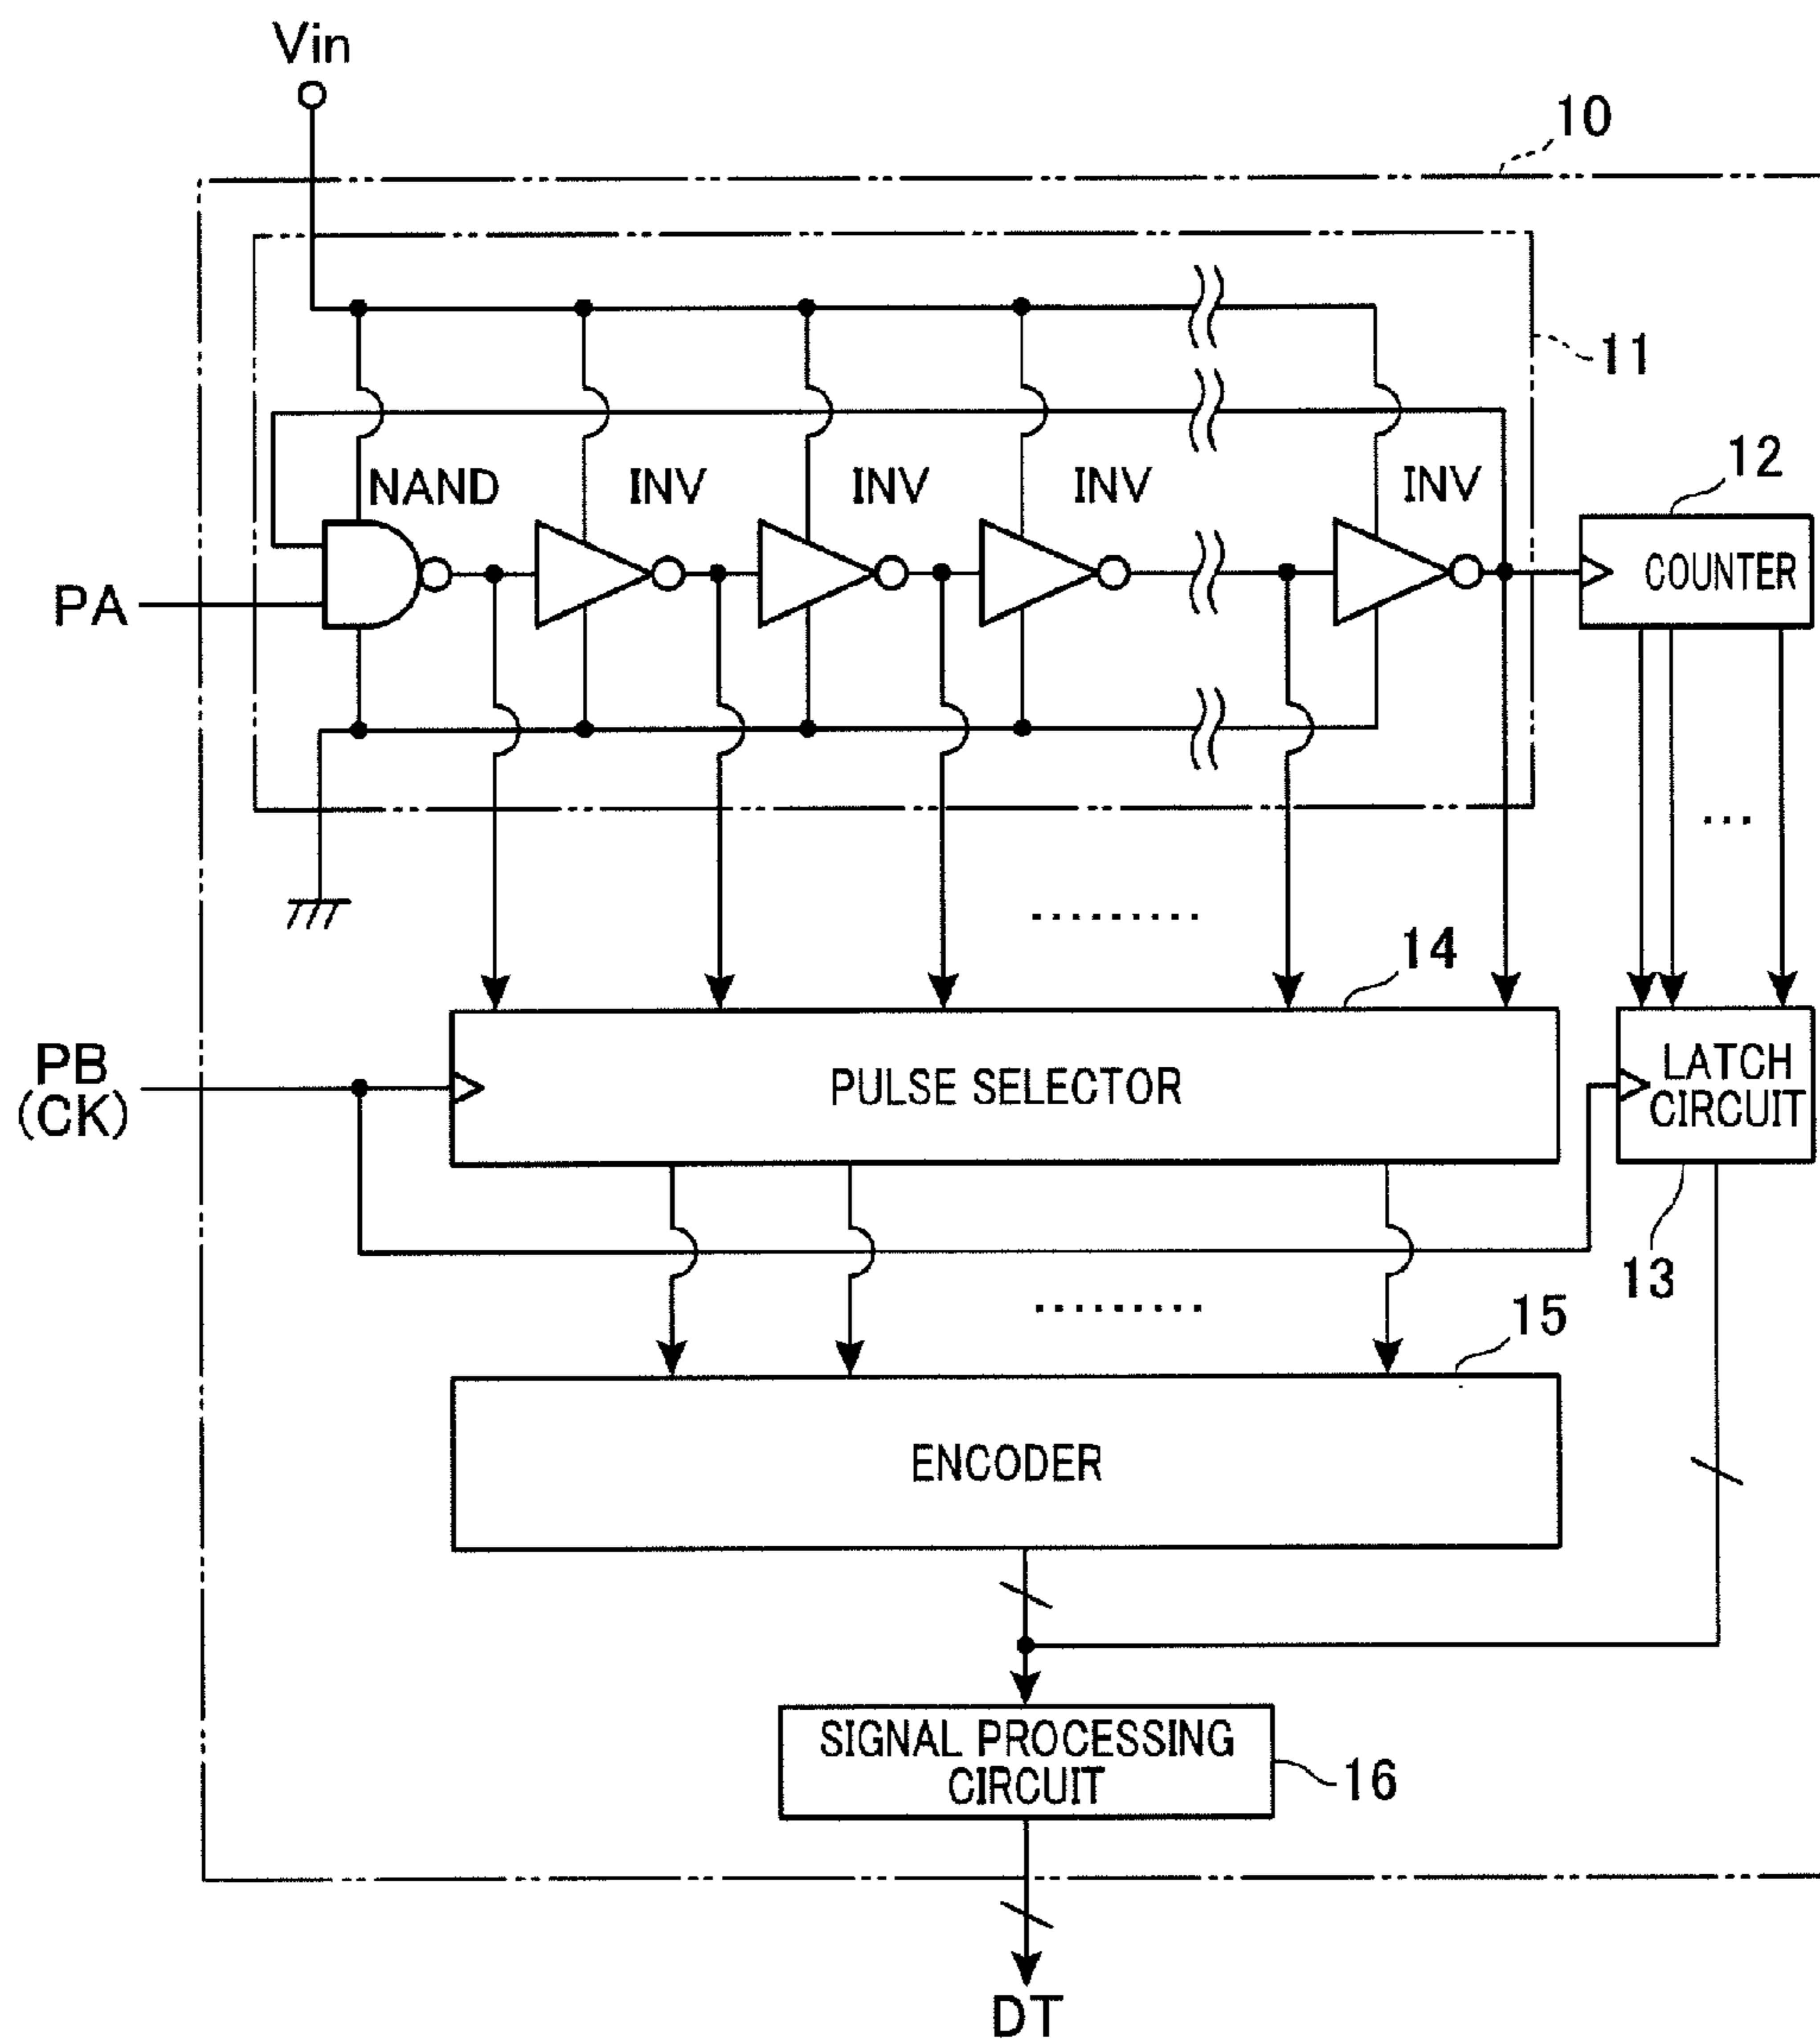 Vin
10
11
NAND
INV
INV
INV
INV
12
COUNTER
PA
...
.........
14
PB
(CK)
PULSE SELECTOR
LATCH
CIRCUIT
13
.........
15
ENCODER
SIGNAL PROCESSING
CIRCUIT
16
DT